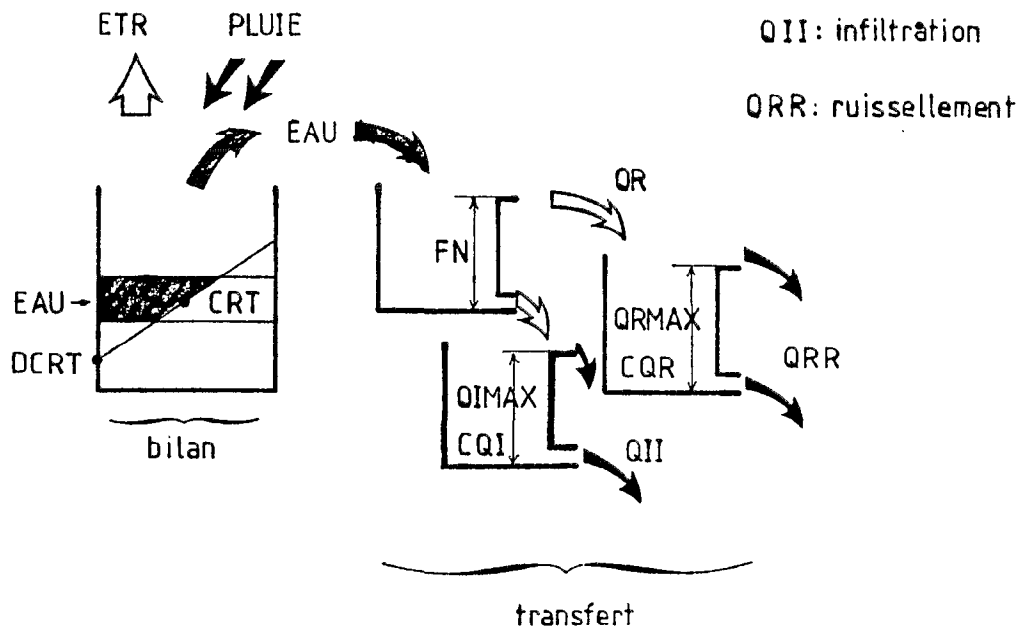 ETR
PLUIE
QII: infiltration
QRR: ruissellement
EAU
QR
FN
EAU
CRT
DCRT
QRMAX
CQR
QRR
QIMAX
CQI
QII
bilan
transfert